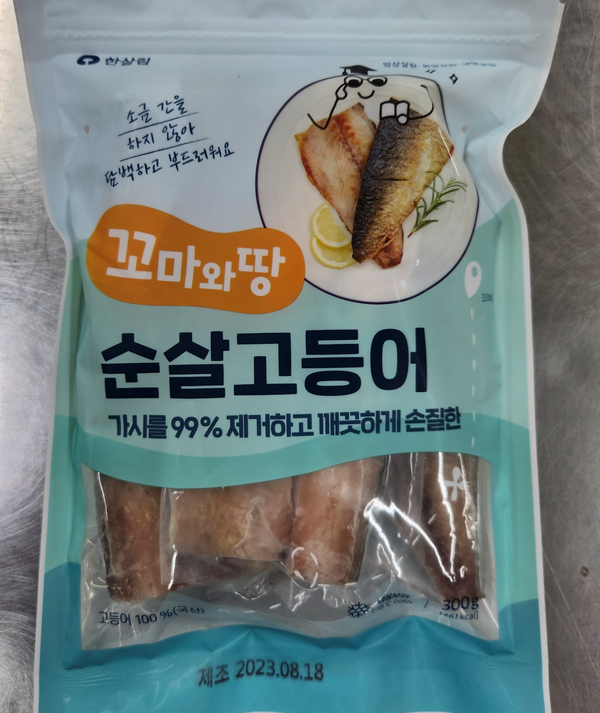 한살림
소금 간을
하지 않아
담백하고 부드러워요
꼬마와땅
순살고등어
가시를 99% 제거하고 깨끗하게 손질한
고등어 100%(국산)
300g
제조 2023.08.18